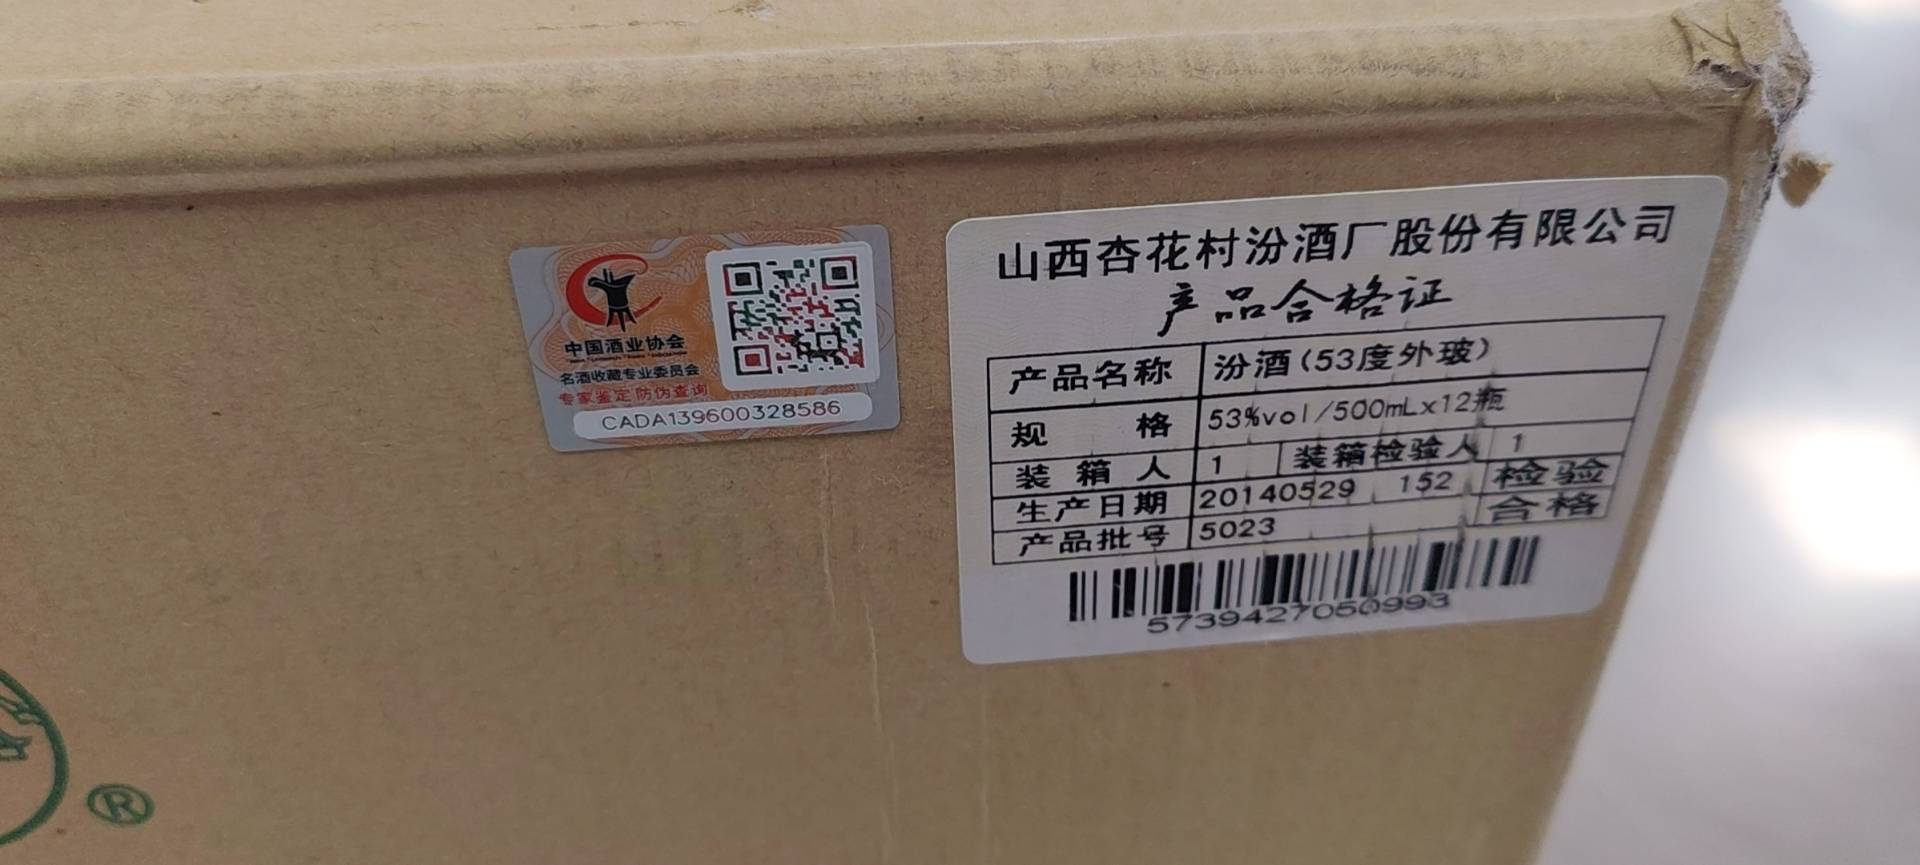 中国酒业协会
名酒收藏专业委员会
专家鉴定 防伪查询
CADA139600328586
山西杏花村汾酒厂股份有限公司
产品合格证
产品名称 汾酒(53度外玻)
规 格 53%vol/500mLx12瓶
装箱人 1 装箱检验人 1
生产日期 20140529 152 检验
产品批号 5023 合格
5739427050993
®